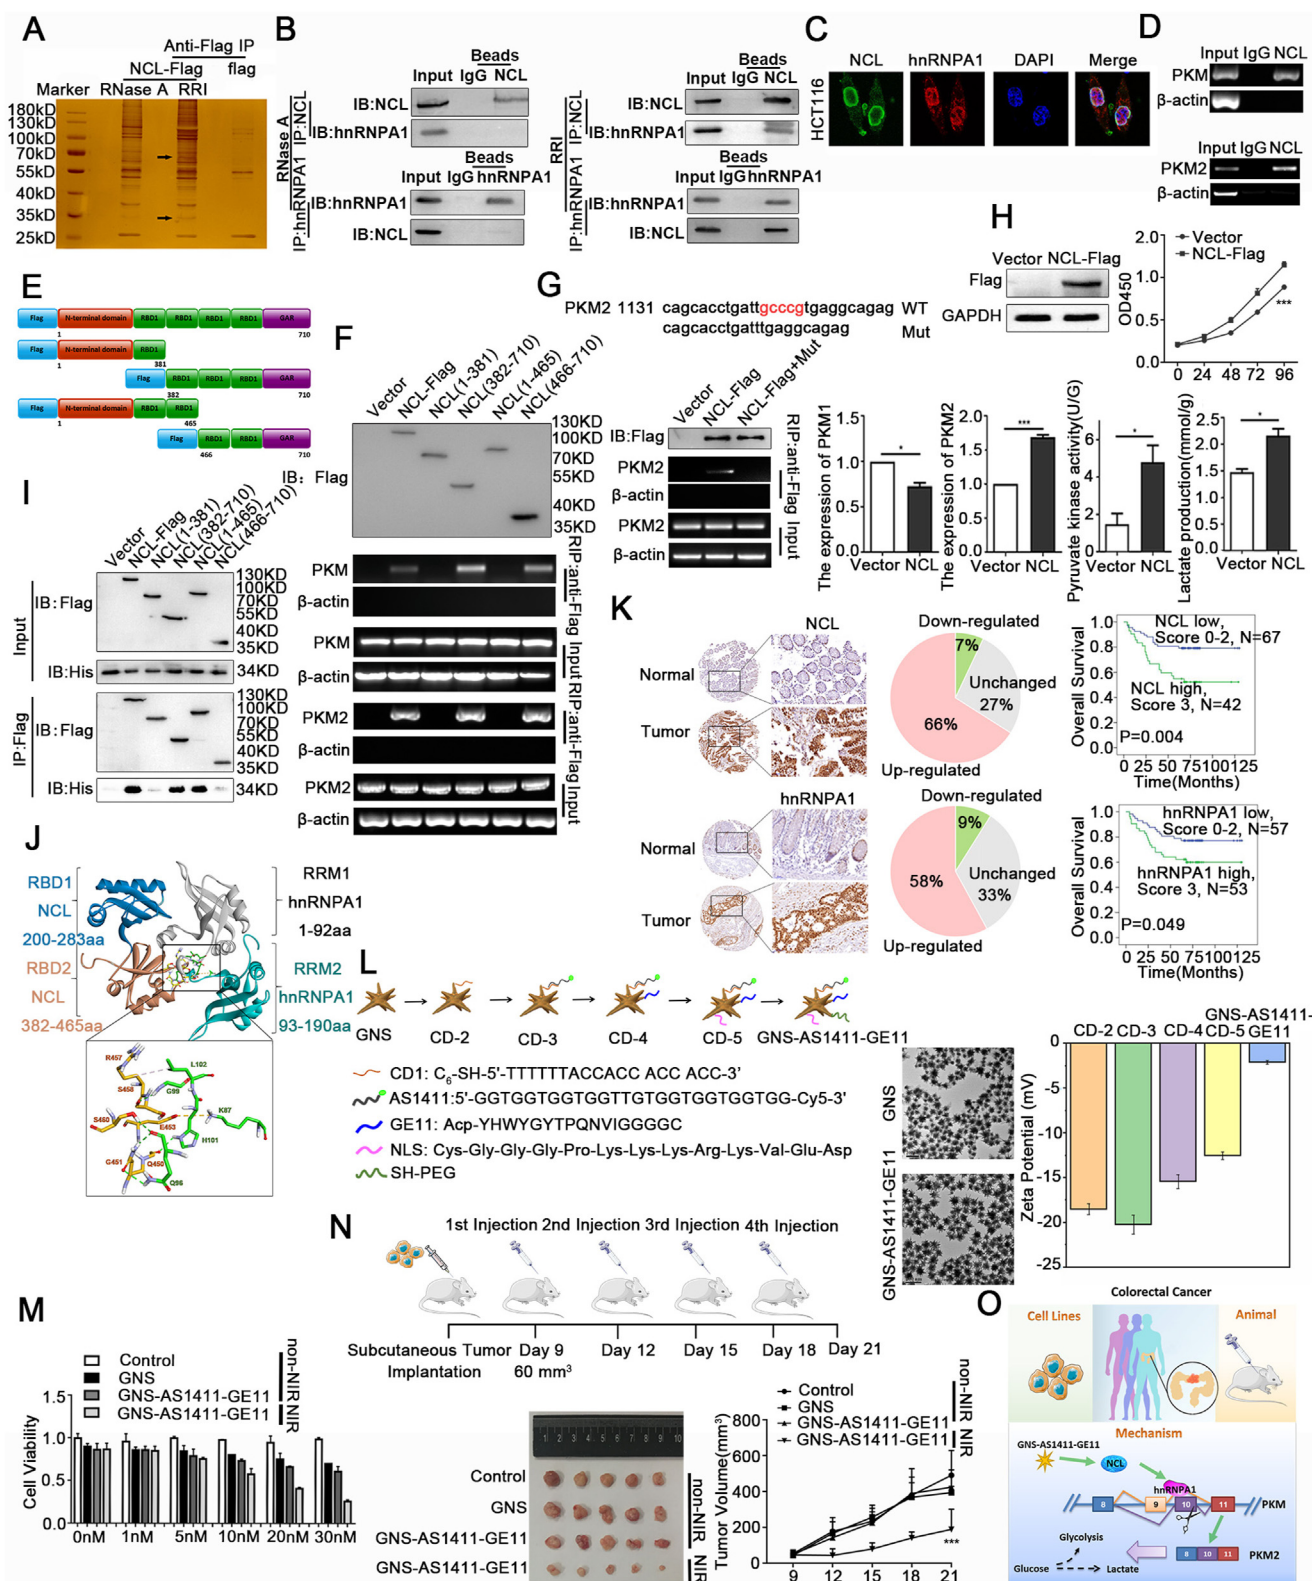 A
Anti-Flag IP
NCL-Flag flag
Marker RNase A RRI
180kD
130kD
100kD
70kD
55kD
40kD
35kD
25kD
B
Beads
Input IgG NCL
IB:NCL
IB:hnRNPA1
Beads
Input IgG hnRNPA1
IB:hnRNPA1
IB:NCL
RNase A
IP:hnRNPA1 IP:NCL
Beads
Input IgG NCL
IB:NCL
IB:hnRNPA1
Beads
Input IgG hnRNPA1
IB:hnRNPA1
IB:NCL
RRI
IP:hnRNPA1 IP:NCL
C
NCL hnRNPA1 DAPI Merge
HCT116
D
Input IgG NCL
PKM
β-actin
Input IgG NCL
PKM2
β-actin
E
Flag N-terminal domain RBD1 RBD1 RBD1 RBD1 GAR
1 710
Flag N-terminal domain RBD1
1 381
Flag RBD1 RBD1 RBD1 GAR
382 710
Flag N-terminal domain RBD1 RBD1
1 465
Flag RBD1 RBD1 GAR
466 710
F
Vector
NCL-Flag
NCL(1-381)
NCL(382-710)
NCL(1-465)
NCL(466-710)
130KD
100KD
70KD
55KD
40KD
35KD
IB: Flag
PKM
β-actin
PKM
β-actin
PKM2
β-actin
PKM2
β-actin
RIP:anti-Flag
Input
RIP:anti-Flag
Input
G
PKM2 1131 cagcacctgattgcccgtgaggcagag WT
cagcacctgatttgaggcagag Mut
Vector
NCL-Flag
NCL-Flag+Mut
IB:Flag
PKM2
β-actin
PKM2
β-actin
RIP:anti-Flag
Input
H
Vector NCL-Flag
Flag
GAPDH
OD450
2.0
1.0
1.0
0.5
0.0
0 24 48 72 96
Vector
NCL-Flag
***
The expression of PKM1
1.5
1.0
0.5
0.0
*
Vector NCL
The expression of PKM2
2.0
1.5
1.0
0.5
0.0
***
Vector NCL
Pyruvate kinase activity(U/G)
6
4
2
0
*
Vector NCL
Lactate production(mmol/g)
2.5
2.0
1.5
1.0
0.5
0.0
*
Vector NCL
I
Vector
NCL-Flag
NCL(1-381)
NCL(382-710)
NCL(1-465)
NCL(466-710)
Input
IB:Flag
130KD
100KD
70KD
55KD
40KD
35KD
IB:His 34KD
IP:Flag
IB:Flag
130KD
100KD
70KD
55KD
40KD
35KD
IB:His 34KD
J
RBD1
NCL
200-283aa
RBD2
NCL
382-465aa
RRM1
hnRNPA1
1-92aa
RRM2
hnRNPA1
93-190aa
R457
L102
S458
G99
S460
K87
E453
H101
G451
Q450
Q96
K
NCL
Normal
Tumor
Down-regulated
7%
Unchanged
27%
66%
Up-regulated
Overall Survival
1.0
0.8
0.6
0.4
0.2
0.0
NCL low,
Score 0-2, N=67
NCL high,
Score 3, N=42
P=0.004
0 25 50 75 100125
Time(Months)
hnRNPA1
Normal
Tumor
Down-regulated
9%
Unchanged
33%
58%
Up-regulated
Overall Survival
1.0
0.8
0.6
0.4
0.2
0.0
hnRNPA1 low,
Score 0-2, N=57
hnRNPA1 high,
Score 3, N=53
P=0.049
0 25 50 75 100125
Time(Months)
L
GNS CD-2 CD-3 CD-4 CD-5 GNS-AS1411-GE11
CD1: C6-SH-5'-TTTTTTACCACC ACC ACC-3'
AS1411:5'-GGTGGTGGTGGTTGTGGTGGTGGTGG-Cy5-3'
GE11: Acp-YHWYGYTPQNVIGGGGC
NLS: Cys-Gly-Gly-Gly-Pro-Lys-Lys-Lys-Arg-Lys-Val-Glu-Asp
SH-PEG
GNS
GNS-AS1411-GE11
Zeta Potential (mV)
0
-5
-10
-15
-20
-25
CD-2 CD-3 CD-4 CD-5 GNS-AS1411-GE11
M
Control
GNS
GNS-AS1411-GE11
GNS-AS1411-GE11
non-NIR
NIR
Cell Viability
1.5
1.0
0.5
0.0
0nM 1nM 5nM 10nM 20nM 30nM
N
1st Injection 2nd Injection 3rd Injection 4th Injection
Subcutaneous Tumor Implantation
Day 9
60 mm³
Day 12
Day 15
Day 18
Day 21
1 2 3 4 5 6 7 8 9 10
Control
GNS
GNS-AS1411-GE11
GNS-AS1411-GE11
non-NIR
NIR
Tumor Volume(mm³)
800
600
400
200
0
9 12 15 18 21
Control
GNS
GNS-AS1411-GE11
GNS-AS1411-GE11
non-NIR
NIR
***
O
Colorectal Cancer
Cell Lines
Animal
Mechanism
GNS-AS1411-GE11
NCL
hnRNPA1
8 9 10 11 PKM
8 10 11 PKM2
Glycolysis
Glucose Lactate